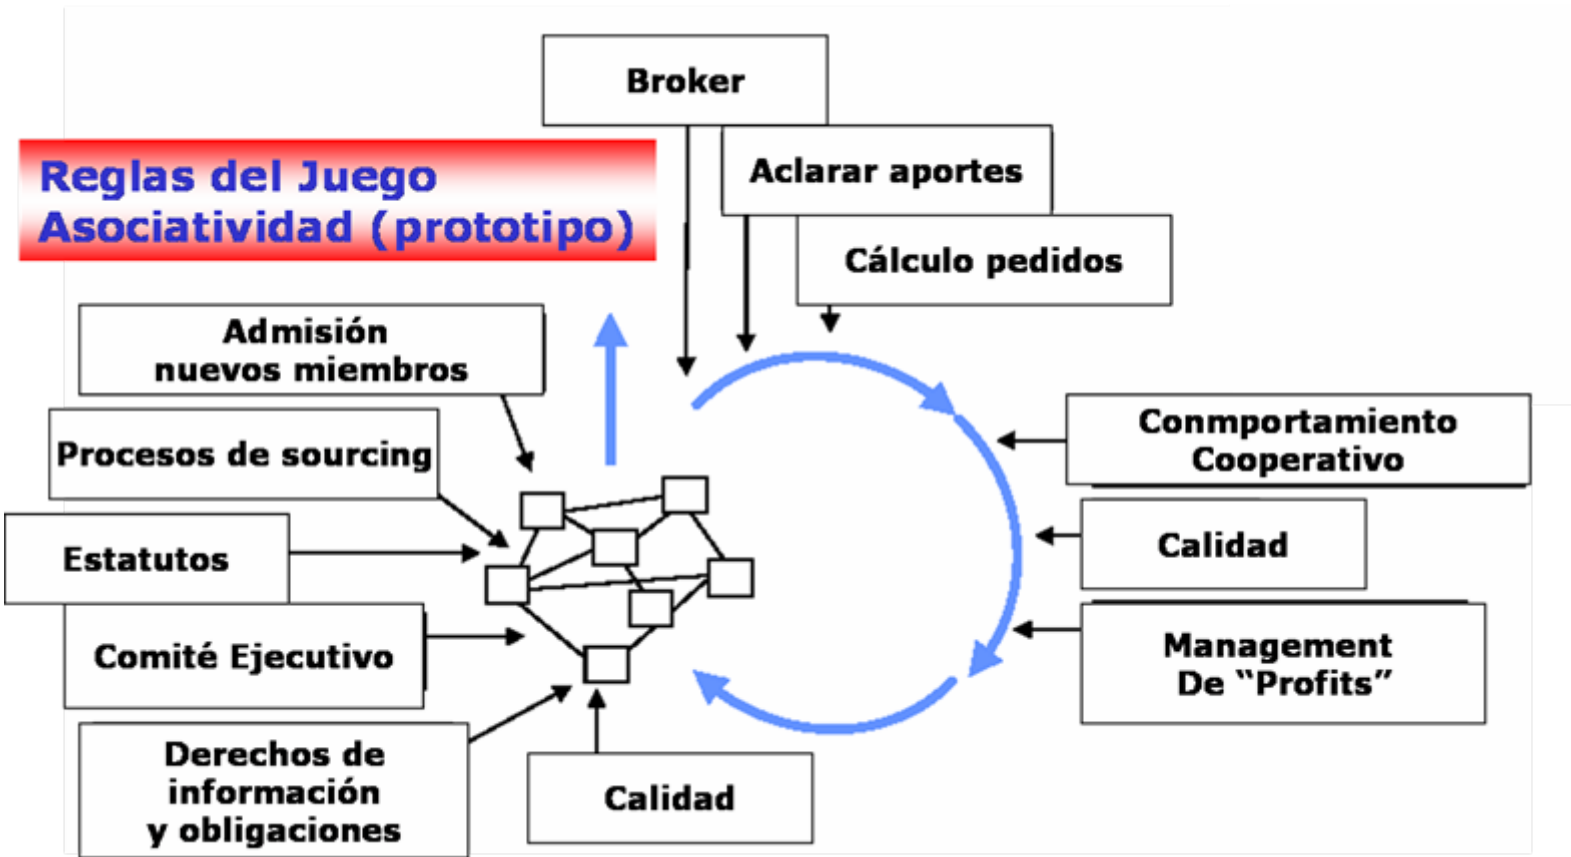 Broker
Aclarar aportes
Cálculo pedidos
Reglas del Juego
Asociatividad (prototipo)
Admisión
nuevos miembros
Procesos de sourcing
Estatutos
Comité Ejecutivo
Derechos de
información
y obligaciones
Calidad
Conmportamiento
Cooperativo
Calidad
Management
De “Profits”